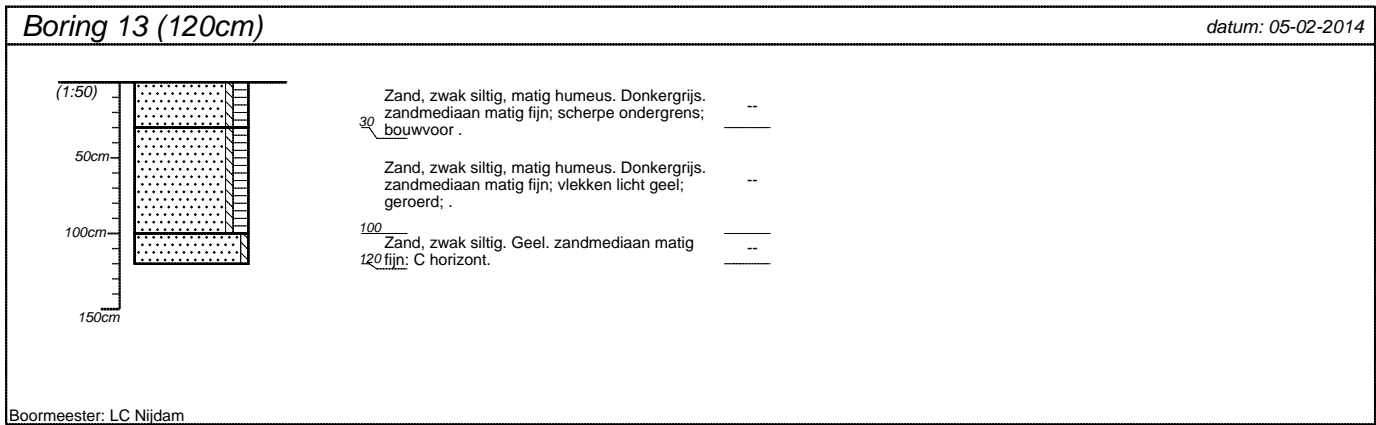 Boring 13 (120cm)
datum: 05-02-2014
(1:50)
50cm
100cm
150cm
Zand, zwak siltig, matig humeus. Donkergrijs.
zandmediaan matig fijn; scherpe ondergrens;
30 bouwvoor .
--
Zand, zwak siltig, matig humeus. Donkergrijs.
zandmediaan matig fijn; vlekken licht geel;
geroerd; .
--
100
Zand, zwak siltig. Geel. zandmediaan matig
120 fijn: C horizont.
--
Boormeester: LC Nijdam